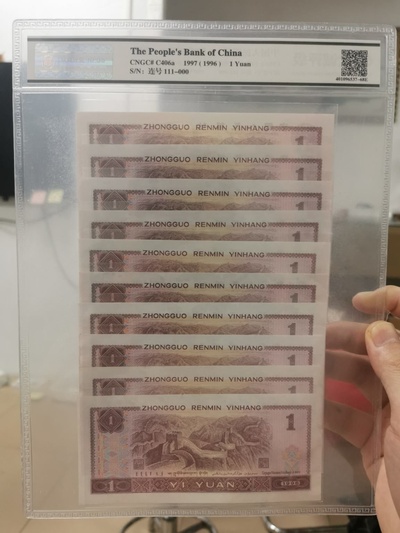 The People's Bank of China
CNGC# C406a 1997 (1996) 1 Yuan
S/N: 连号 111-000
ZHONGGUO RENMIN YINHANG 1
ZHONGGUO RENMIN YINHANG 1
ZHONGGUO RENMIN YINHANG 1
ZHONGGUO RENMIN YINHANG 1
ZHONGGUO RENMIN YINHANG 1
ZHONGGUO RENMIN YINHANG 1
ZHONGGUO RENMIN YINHANG 1
ZHONGGUO RENMIN YINHANG 1
ZHONGGUO RENMIN YINHANG 1
ZHONGGUO RENMIN YINHANG 1
1 YI YUAN